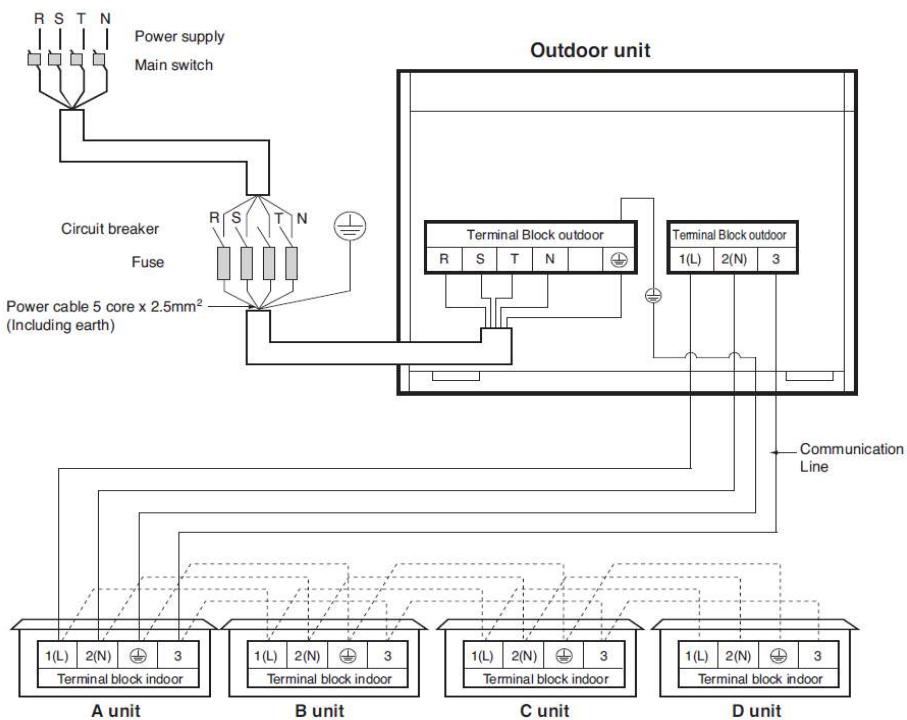 R S T N
Power supply
Main switch
Outdoor unit
Circuit breaker
R S T N
Fuse
Power cable 5 core x 2.5mm²
(Including earth)
Terminal Block outdoor
R S T N
Terminal Block outdoor
1(L) 2(N) 3
Communication
Line
1(L) 2(N) 3
Terminal block indoor
A unit
1(L) 2(N) 3
Terminal block indoor
B unit
1(L) 2(N) 3
Terminal block indoor
C unit
1(L) 2(N) 3
Terminal block indoor
D unit